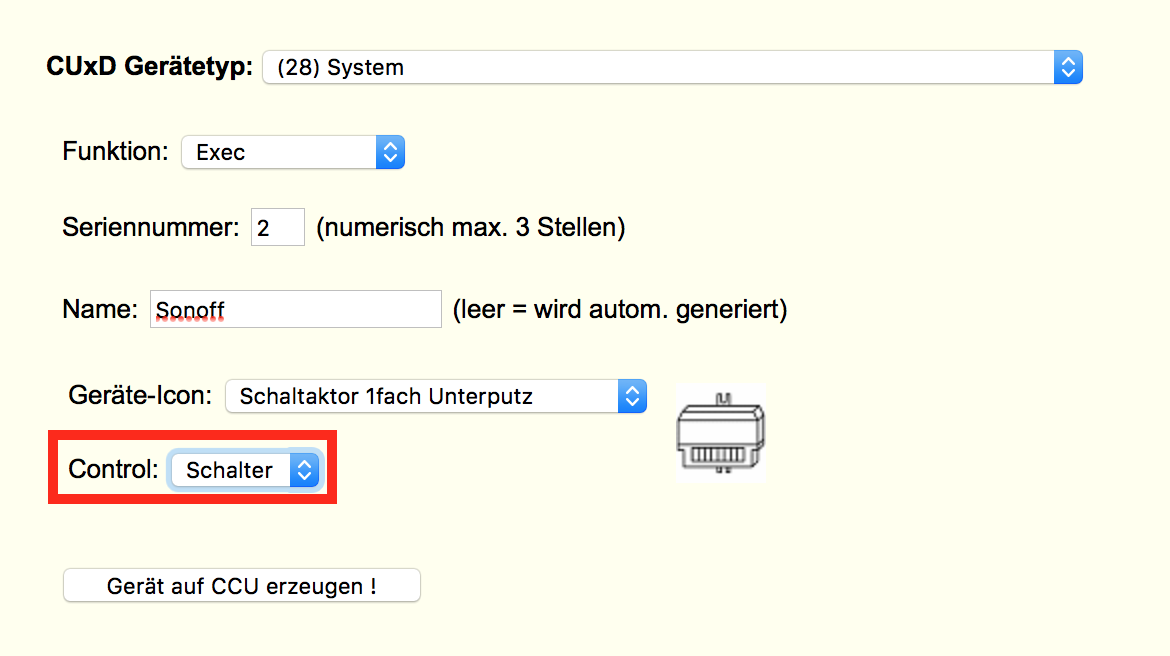 CUxD Gerätetyp: (28) System
Funktion: Exec
Seriennummer: 2 (numerisch max. 3 Stellen)
Name: Sonoff (leer = wird autom. generiert)
Geräte-Icon: Schaltaktor 1fach Unterputz
Control: Schalter
Gerät auf CCU erzeugen !